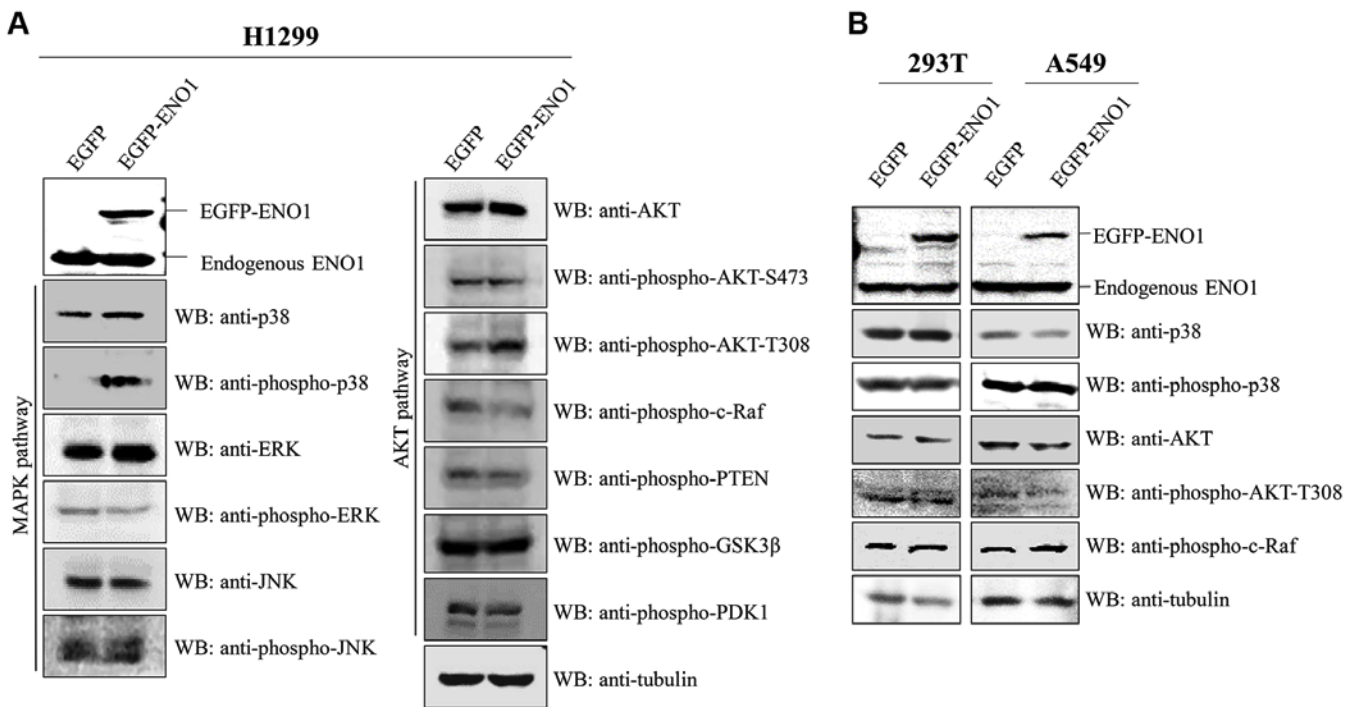 A
H1299
EGFP
EGFP-ENO1
EGFP-ENO1
Endogenous ENO1
MAPK pathway
WB: anti-p38
WB: anti-phospho-p38
WB: anti-ERK
WB: anti-phospho-ERK
WB: anti-JNK
WB: anti-phospho-JNK
EGFP
EGFP-ENO1
AKT pathway
WB: anti-AKT
WB: anti-phospho-AKT-S473
WB: anti-phospho-AKT-T308
WB: anti-phospho-c-Raf
WB: anti-phospho-PTEN
WB: anti-phospho-GSK3β
WB: anti-phospho-PDK1
WB: anti-tubulin
B
293T
A549
EGFP
EGFP-ENO1
EGFP
EGFP-ENO1
EGFP-ENO1
Endogenous ENO1
WB: anti-p38
WB: anti-phospho-p38
WB: anti-AKT
WB: anti-phospho-AKT-T308
WB: anti-phospho-c-Raf
WB: anti-tubulin